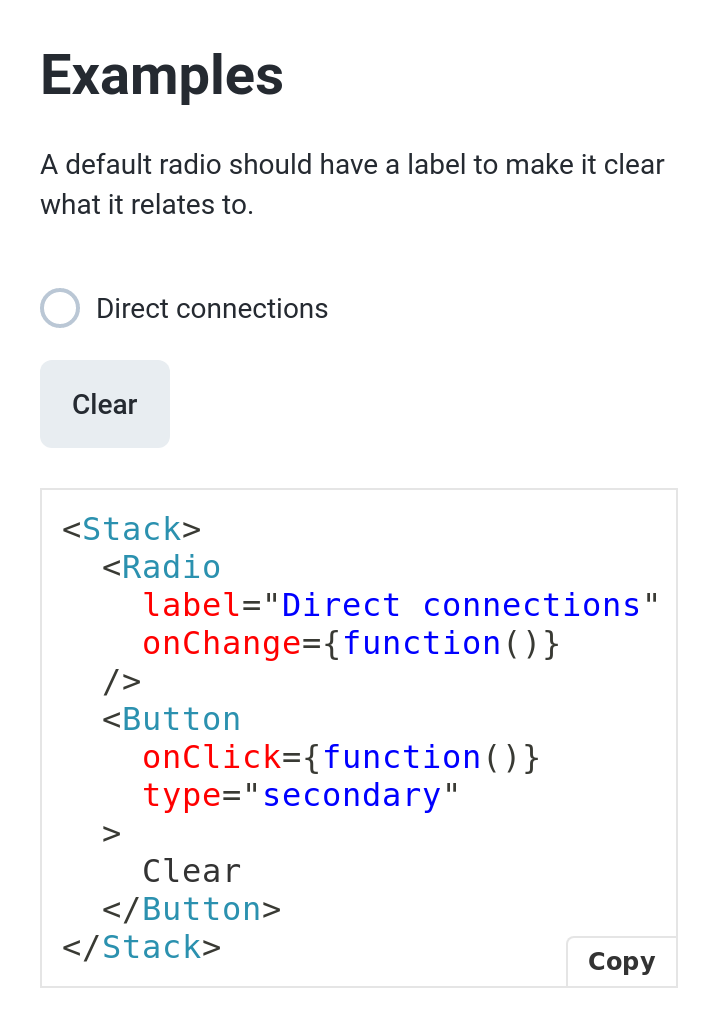 Examples
A default radio should have a label to make it clear
what it relates to.
Direct connections
Clear
<Stack>
  <Radio
    label="Direct connections"
    onChange={function()}
  />
  <Button
    onClick={function()}
    type="secondary"
  >
    Clear
  </Button>
</Stack>
Copy